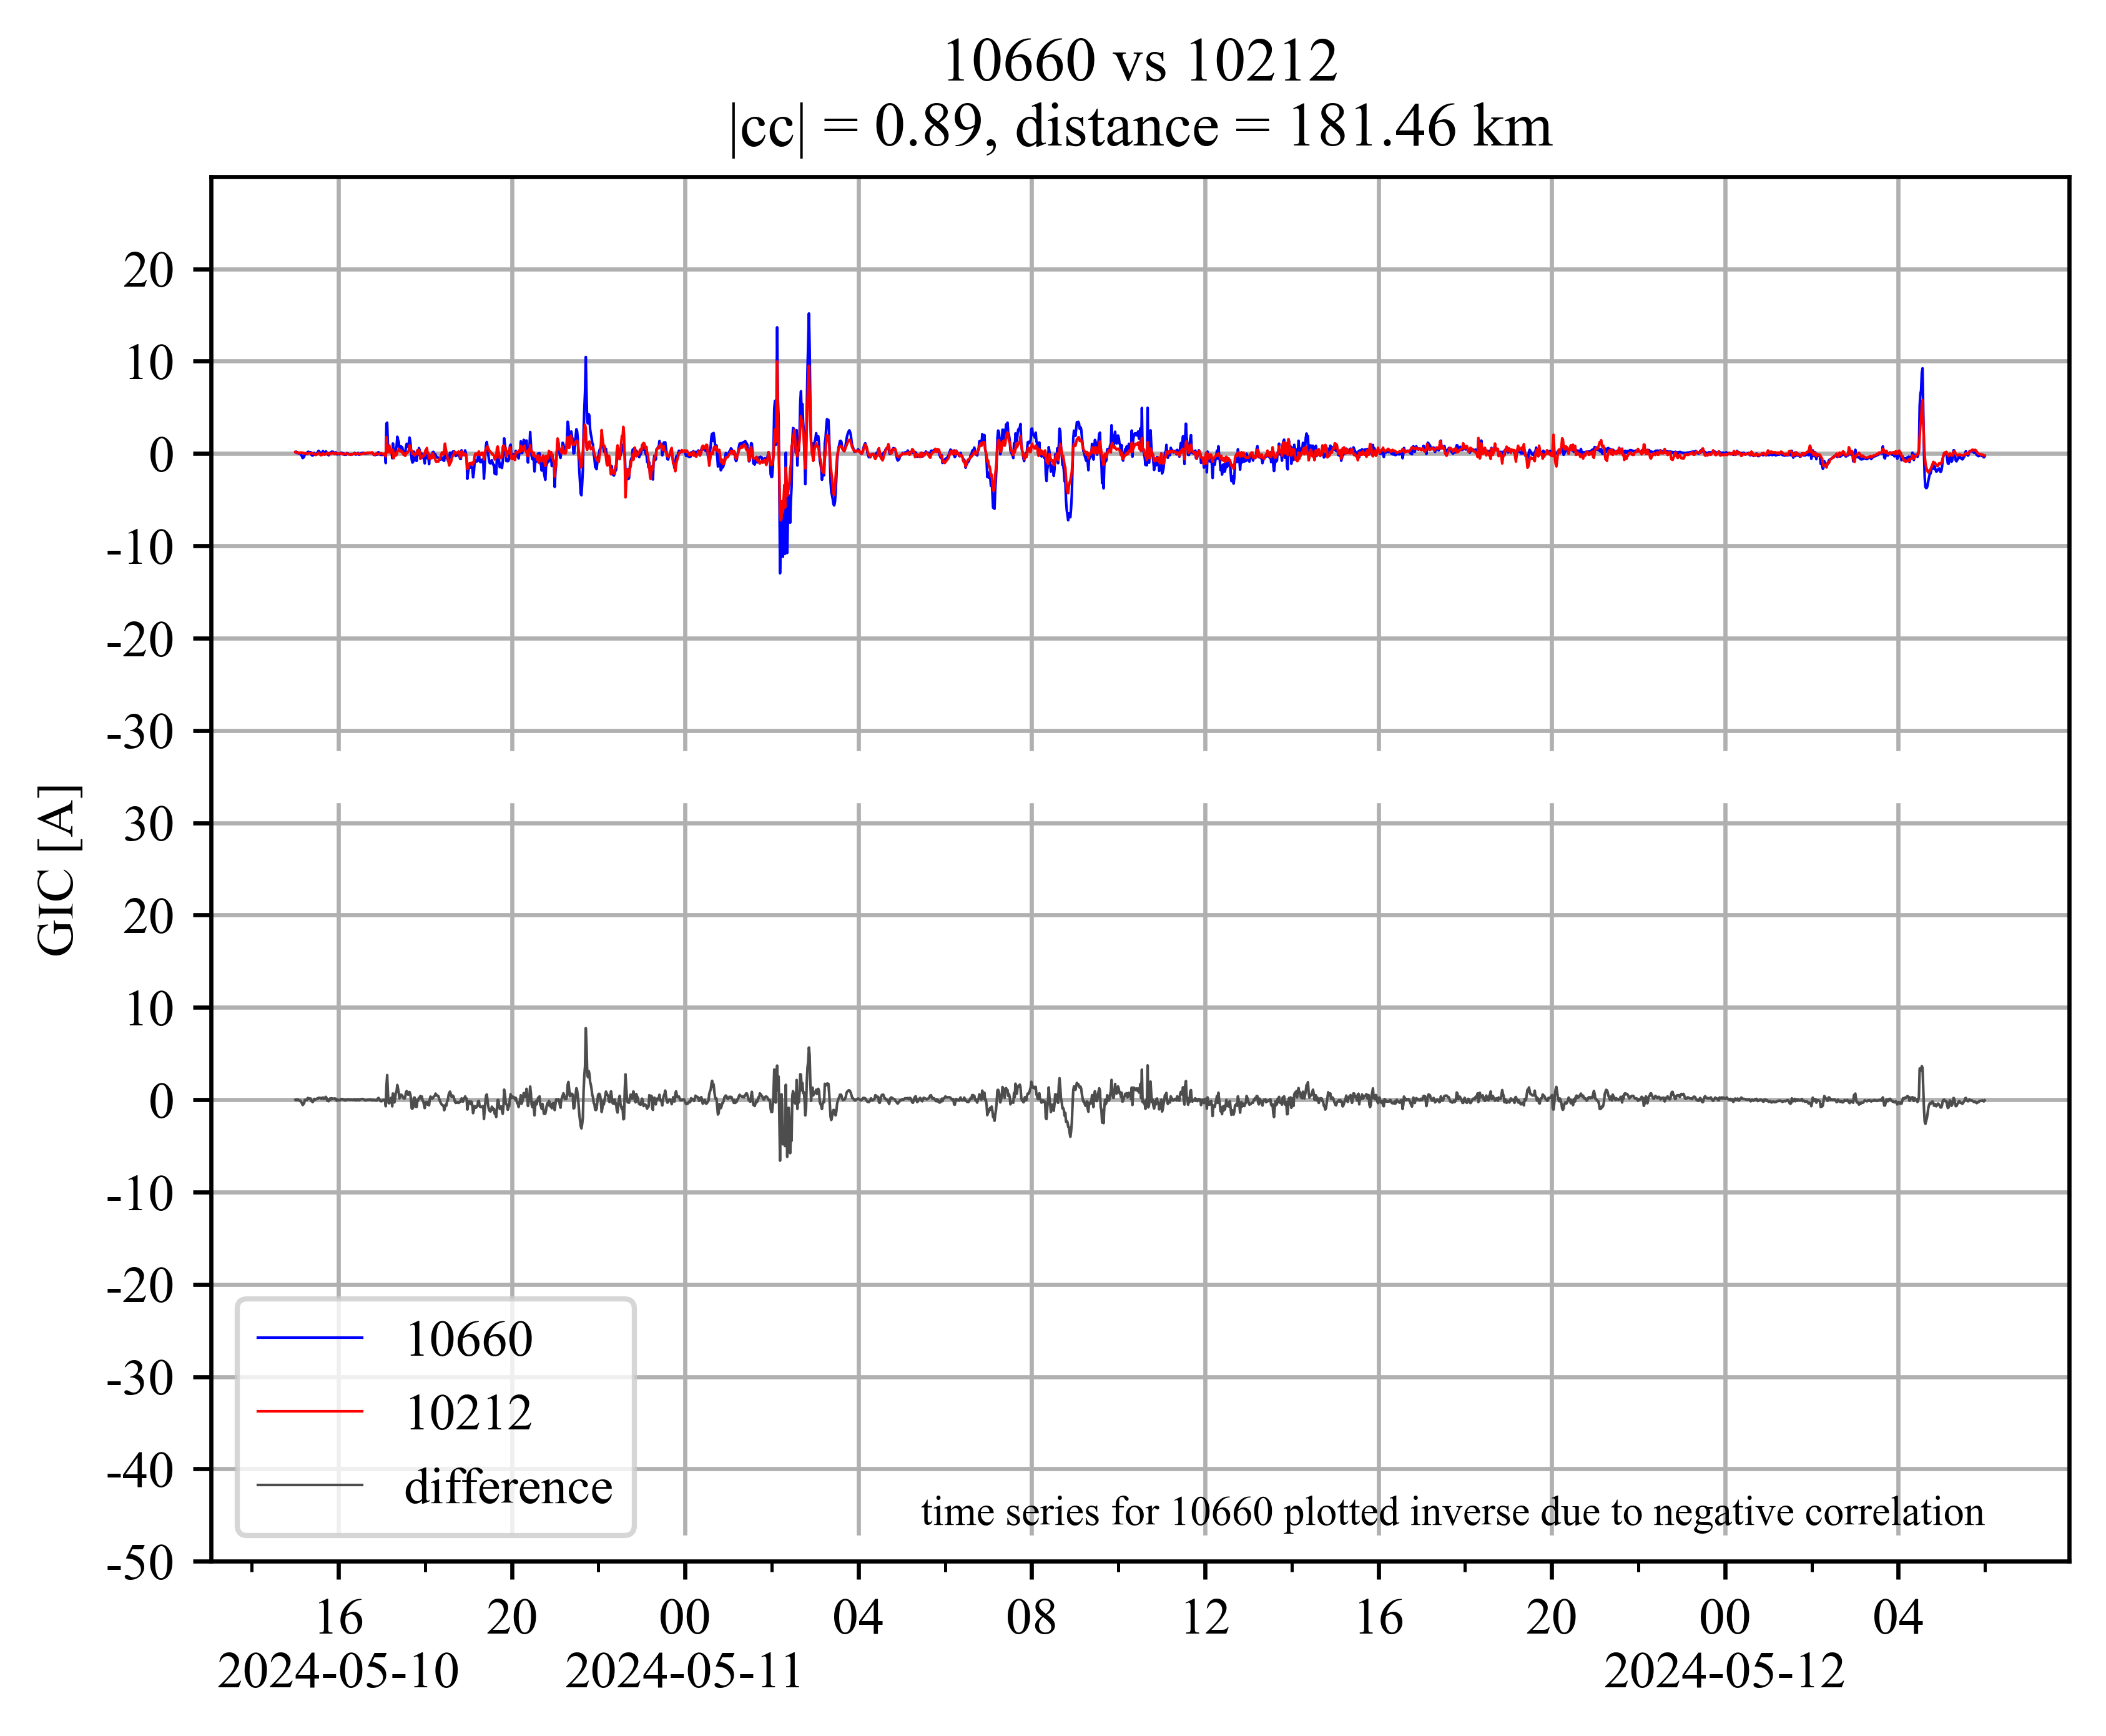 10660 vs 10212
|cc| = 0.89, distance = 181.46 km
GIC [A]
20
10
0
-10
-20
-30
30
20
10
0
-10
-20
-30
-40
-50
10660
10212
difference
time series for 10660 plotted inverse due to negative correlation
16 20 00 04 08 12 16 20 00 04
2024-05-10 2024-05-11 2024-05-12